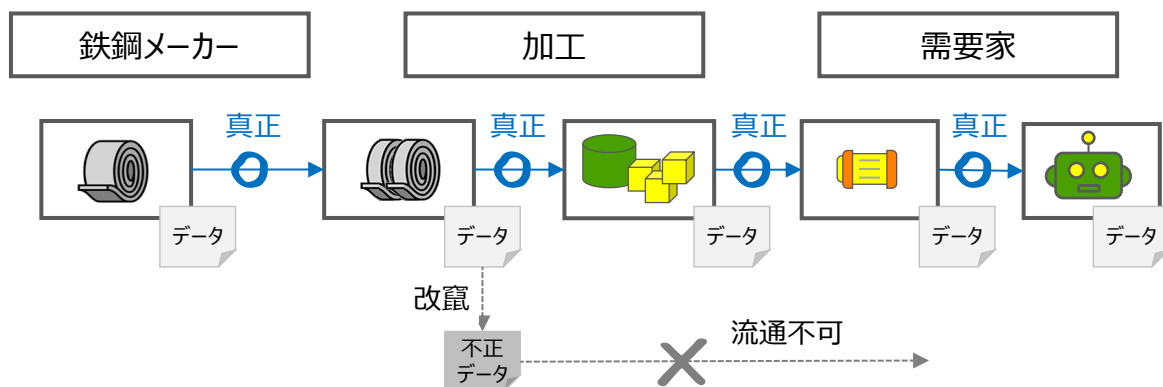 鉄鋼メーカー
加工
需要家
真正
真正
真正
真正
データ
データ
データ
データ
データ
改竄
不正
データ
流通不可